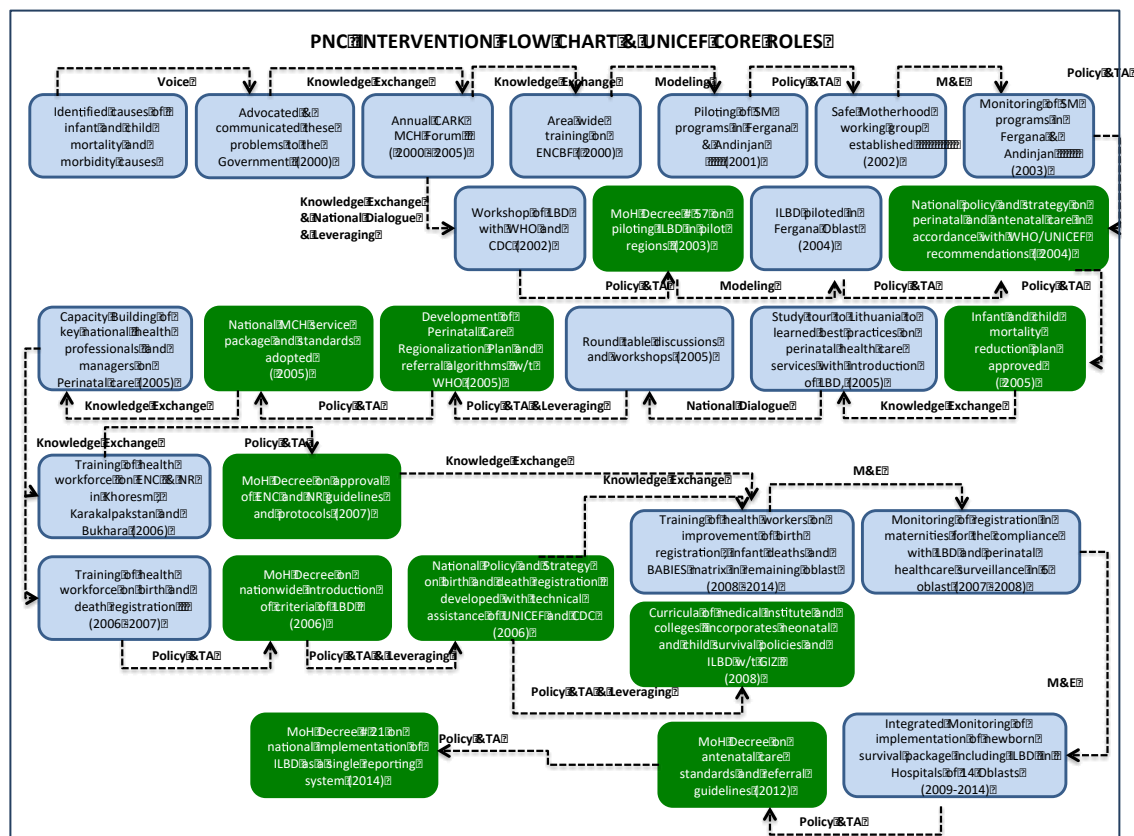 PNC INTERVENTION FLOW CHART & UNICEF CORE ROLES
Voice
Knowledge Exchange
Knowledge Exchange
Modeling
Policy & TA
M&E
Policy & TA
Identified causes of
infant and child
mortality and
morbidity causes
Advocated &
communicated these
problems to the
Government (2000)
Annual CARK
MCH Forum
(2000-2005)
Area wide
training on
ENCBF (2000)
Piloting of SM
programs in Fergana
& Andinjan
(2001)
Safe Motherhood
working group
established
(2002)
Monitoring of SM
programs in
Fergana &
Andinjan
(2003)
Knowledge Exchange
& National Dialogue
& Leveraging
Workshop of LBD
with WHO and
CDC (2002)
MoH Decree # 57 on
piloting ILBD in pilot
regions (2003)
ILBD piloted in
Fergana Oblast
(2004)
National policy and strategy on
perinatal and antenatal care in
accordance with WHO/UNICEF
recommendations (2004)
Policy & TA
Modeling
Policy & TA
Policy & TA
Capacity Building of
key national health
professionals and
managers on
Perinatal care (2005)
National MCH service
package and standards
adopted
(2005)
Development of
Perinatal Care
Regionalization Plan and
referral algorithms w/t
WHO (2005)
Round table discussions
and workshops (2005)
Study tour to Lithuania to
learned best practices on
perinatal health care
services with introduction
of LBD, (2005)
Infant and child
mortality
reduction plan
approved
(2005)
Knowledge Exchange
Policy & TA
Policy & TA & Leveraging
National Dialogue
Knowledge Exchange
Knowledge Exchange
Policy & TA
Knowledge Exchange
Knowledge Exchange
M&E
Training of health
workforce on ENC & NR
in Khoresm,
Karakalpakstan and
Bukhara (2006)
MoH Decree on approval
of ENC and NR guidelines
and protocols (2007)
Training of health workers on
improvement of birth
registration, infant deaths and
BABIES matrix in remaining oblast
(2008-2014)
Monitoring of registration in
maternities for the compliance
with LBD and perinatal
healthcare surveillance in 6
oblast (2007-2008)
Training of health
workforce on birth and
death registration
(2006-2007)
MoH Decree on
nationwide introduction
of criteria of LBD
(2006)
National Policy and Strategy
on birth and death registration
developed with technical
assistance of UNICEF and CDC
(2006)
Curricula of medical institute and
colleges incorporates neonatal
and child survival policies and
ILBD w/t GIZ
(2008)
Policy & TA
Policy & TA & Leveraging
Policy & TA & Leveraging
M&E
MoH Decree # 21 on
national implementation of
ILBD as a single reporting
system (2014)
Policy & TA
MoH Decree on
antenatal care
standards and referral
guidelines (2012)
Integrated Monitoring of
implementation of newborn
survival package including ILBD in
Hospitals of 14 Oblasts
(2009-2014)
Policy & TA